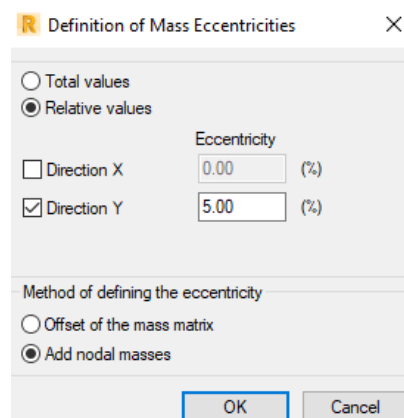 R Definition of Mass Eccentricities
Total values
Relative values
Eccentricity
Direction X 0.00 (%)
Direction Y 5.00 (%)
Method of defining the eccentricity
Offset of the mass matrix
Add nodal masses
OK Cancel